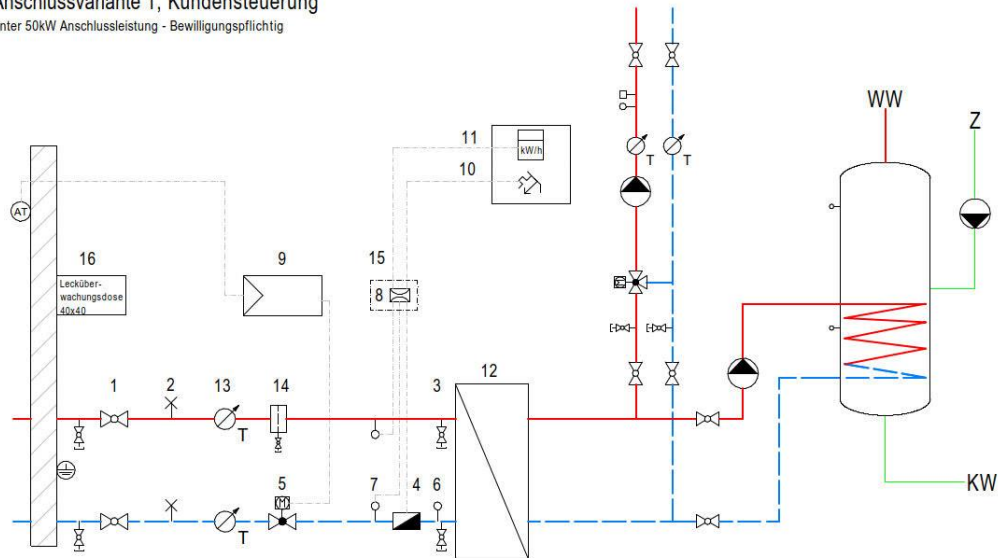 Anschlussvariante 1, Kundensteuerung
nter 50kW Anschlussleistung - Bewilligungspflichtig
WW
Z
11
kW/h
10
T
T
AT
16
9
15
Lecküber-
wachungsdose
40x40
8
1
2
13
14
3
12
T
5
7
4
6
M
T
KW